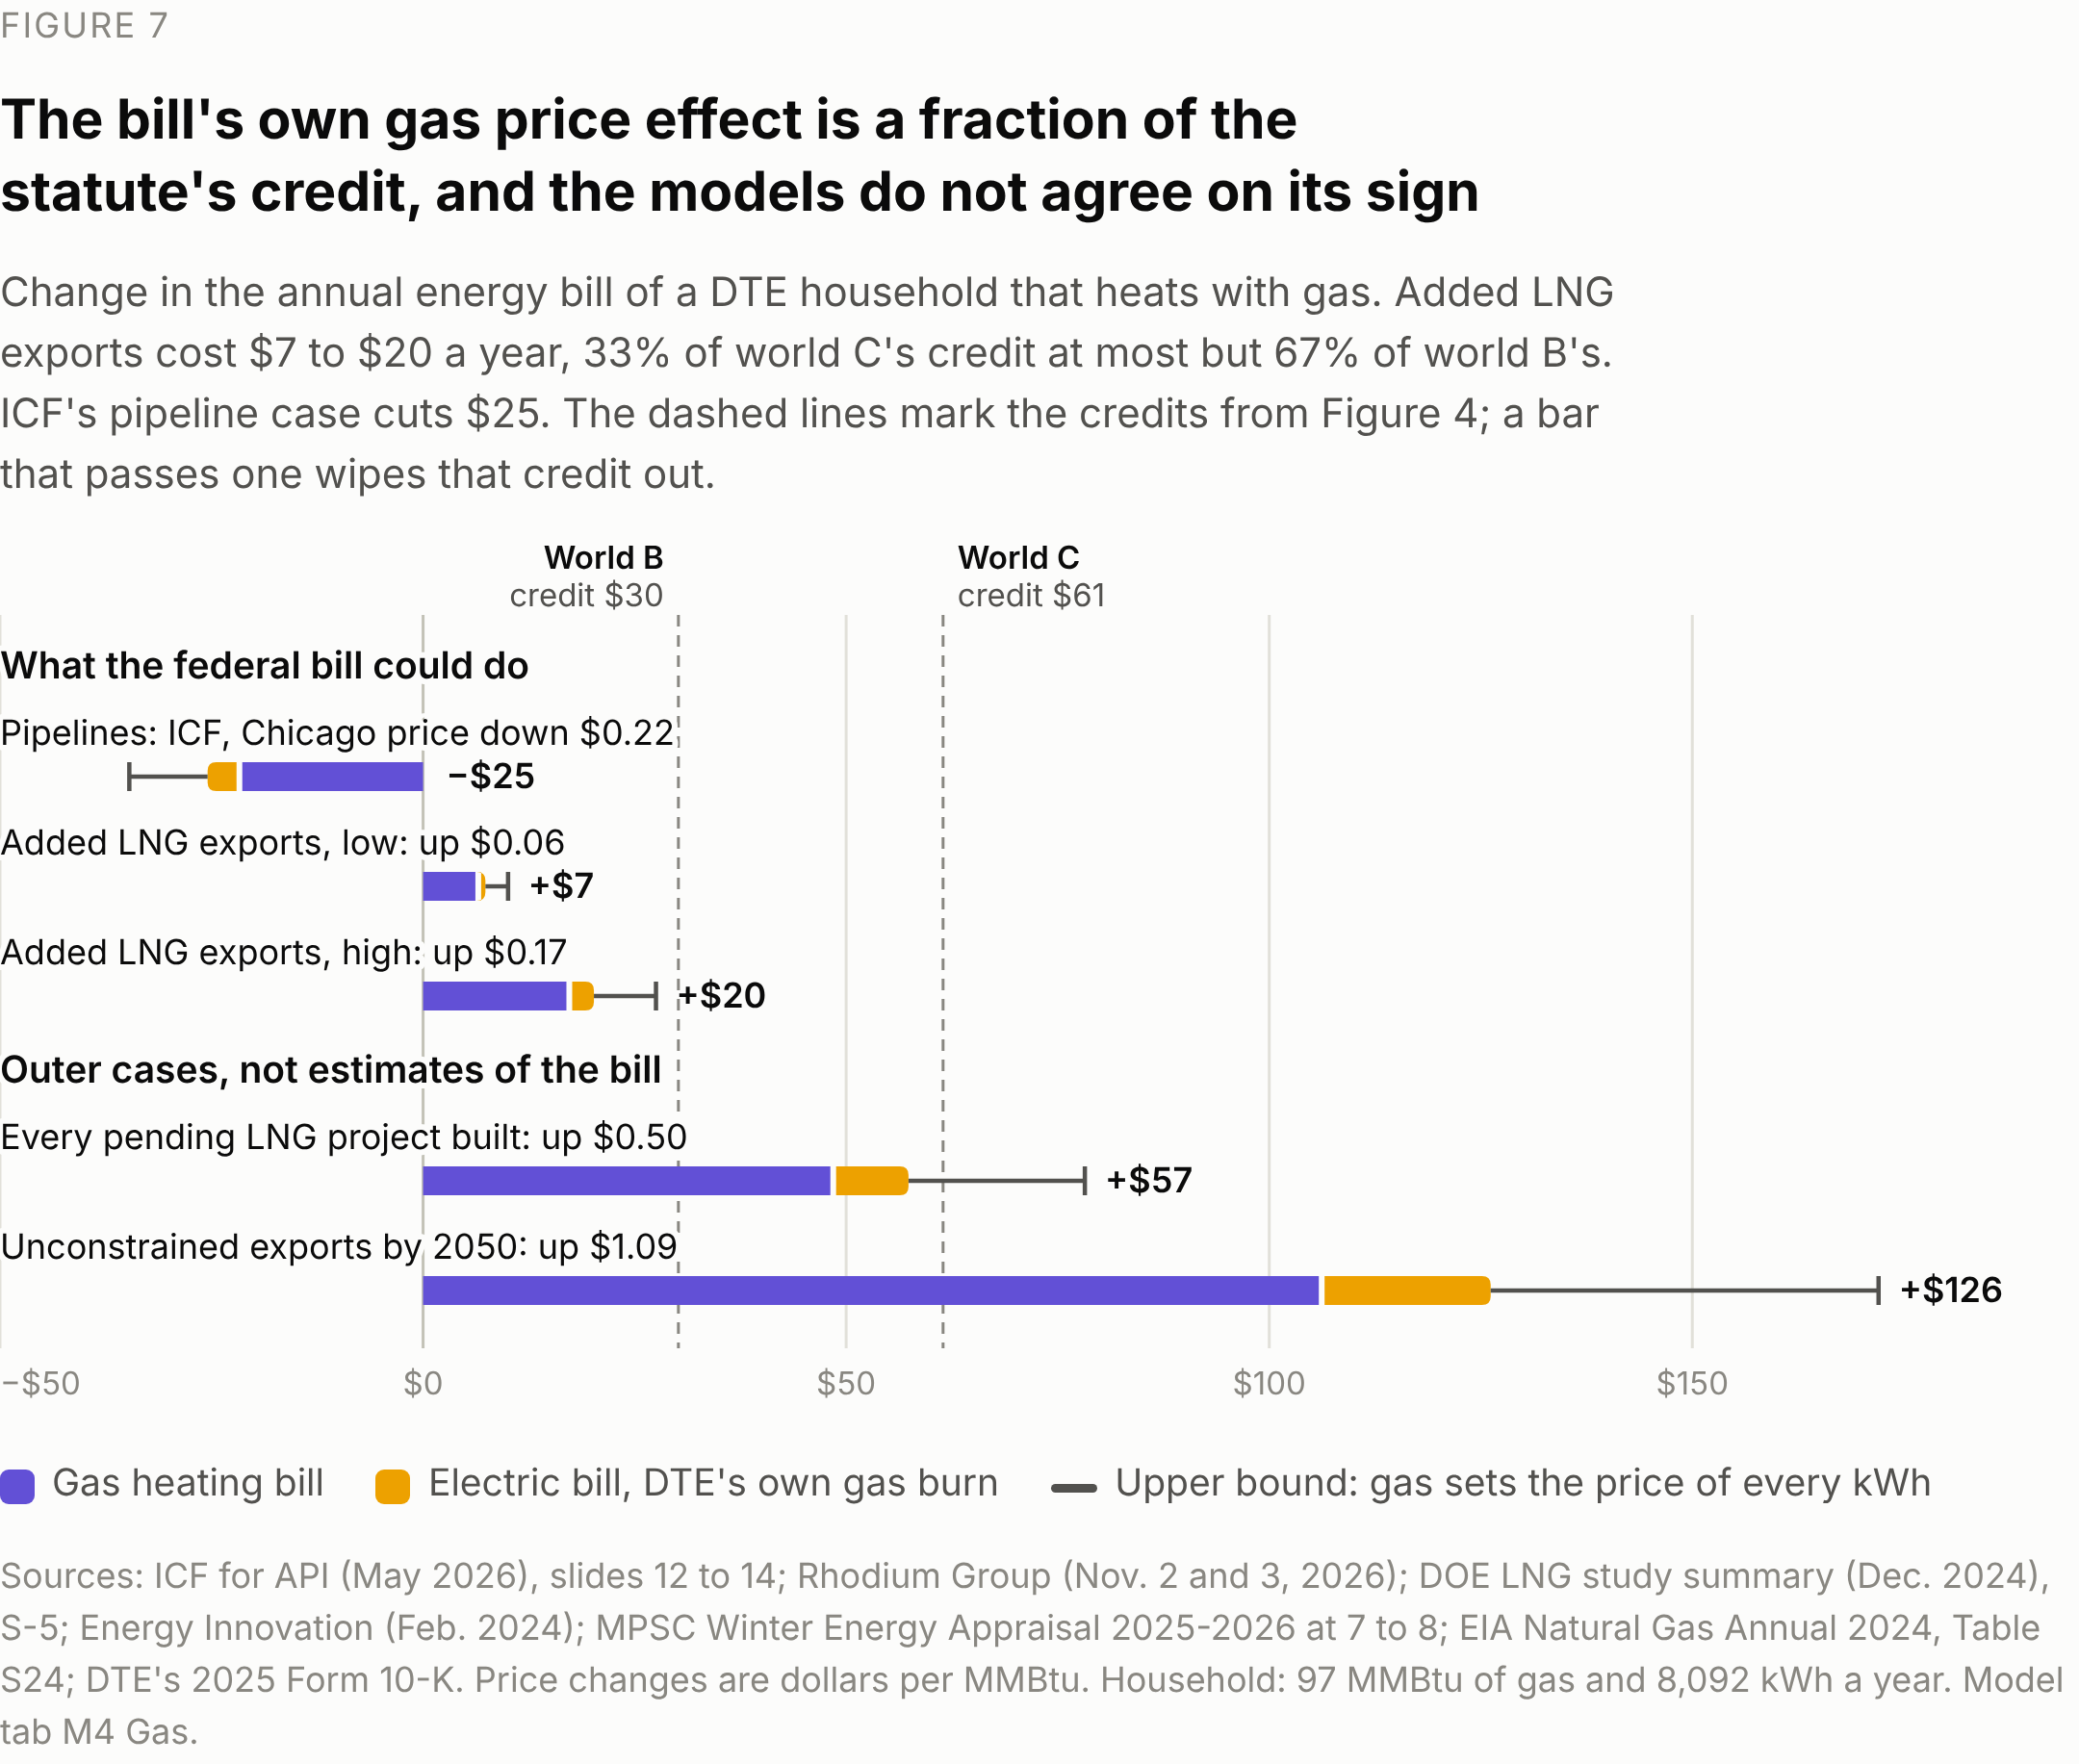 FIGURE 7
The bill's own gas price effect is a fraction of the
statute's credit, and the models do not agree on its sign
Change in the annual energy bill of a DTE household that heats with gas. Added LNG
exports cost $7 to $20 a year, 33% of world C's credit at most but 67% of world B's.
ICF's pipeline case cuts $25. The dashed lines mark the credits from Figure 4; a bar
that passes one wipes that credit out.
World B
credit $30
World C
credit $61
What the federal bill could do
Pipelines: ICF, Chicago price down $0.22
−$25
Added LNG exports, low: up $0.06
+$7
Added LNG exports, high: up $0.17
+$20
Outer cases, not estimates of the bill
Every pending LNG project built: up $0.50
+$57
Unconstrained exports by 2050: up $1.09
+$126
−$50 $0 $50 $100 $150
Gas heating bill Electric bill, DTE's own gas burn Upper bound: gas sets the price of every kWh
Sources: ICF for API (May 2026), slides 12 to 14; Rhodium Group (Nov. 2 and 3, 2026); DOE LNG study summary (Dec. 2024),
S-5; Energy Innovation (Feb. 2024); MPSC Winter Energy Appraisal 2025-2026 at 7 to 8; EIA Natural Gas Annual 2024, Table
S24; DTE's 2025 Form 10-K. Price changes are dollars per MMBtu. Household: 97 MMBtu of gas and 8,092 kWh a year. Model
tab M4 Gas.